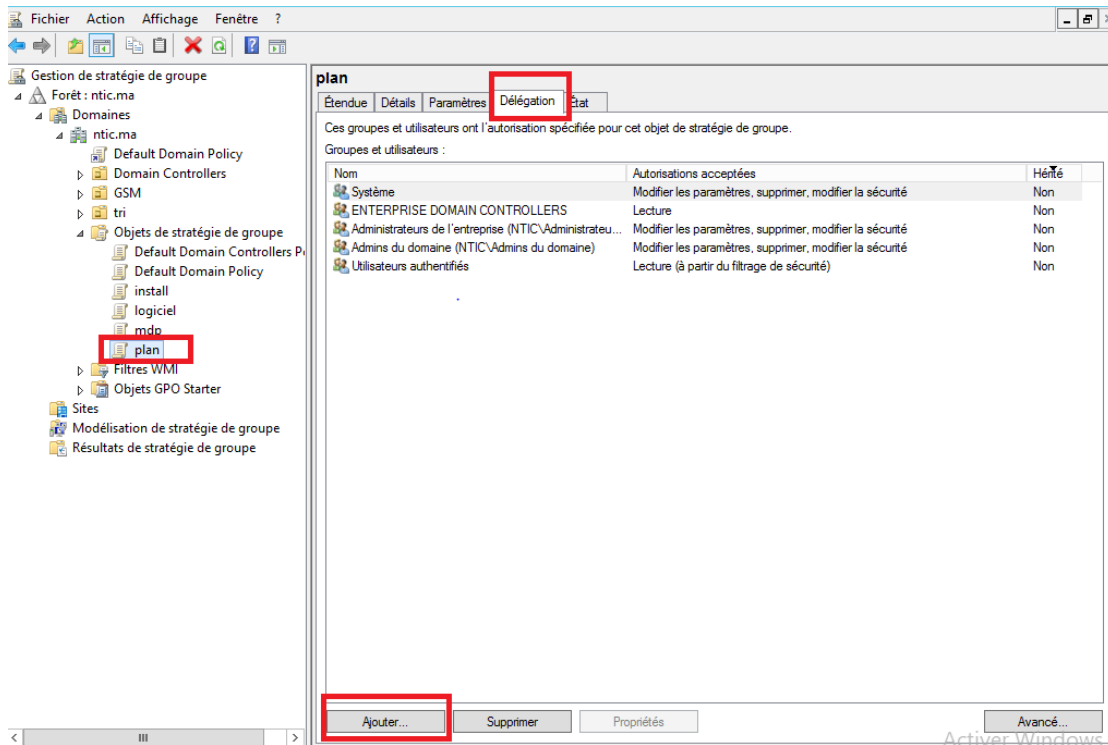 Fichier Action Affichage Fenêtre ?
Gestion de stratégie de groupe
Forêt : ntic.ma
Domaines
ntic.ma
Default Domain Policy
Domain Controllers
GSM
tri
Objets de stratégie de groupe
Default Domain Controllers P
Default Domain Policy
install
logiciel
mdp
plan
Filtres WMI
Objets GPO Starter
Sites
Modélisation de stratégie de groupe
Résultats de stratégie de groupe
plan
Étendue Détails Paramètres Délégation État
Ces groupes et utilisateurs ont l'autorisation spécifiée pour cet objet de stratégie de groupe.
Groupes et utilisateurs :
Nom Autorisations acceptées Hérité
Système Modifier les paramètres, supprimer, modifier la sécurité Non
ENTERPRISE DOMAIN CONTROLLERS Lecture Non
Administrateurs de l'entreprise (NTIC\Administrateu... Modifier les paramètres, supprimer, modifier la sécurité Non
Admins du domaine (NTIC\Admins du domaine) Modifier les paramètres, supprimer, modifier la sécurité Non
Utilisateurs authentifiés Lecture (à partir du filtrage de sécurité) Non
Ajouter... Supprimer Propriétés Avancé...
Activer Windows